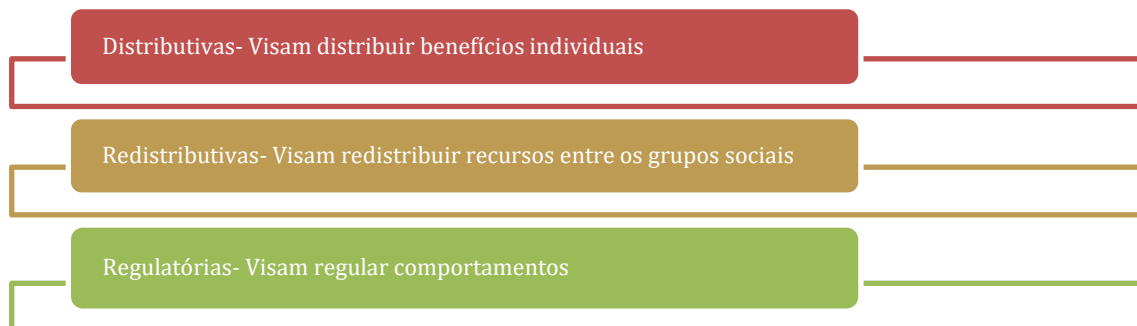 Distributivas- Visam distribuir benefícios individuais
Redistributivas- Visam redistribuir recursos entre os grupos sociais
Regulatórias- Visam regular comportamentos